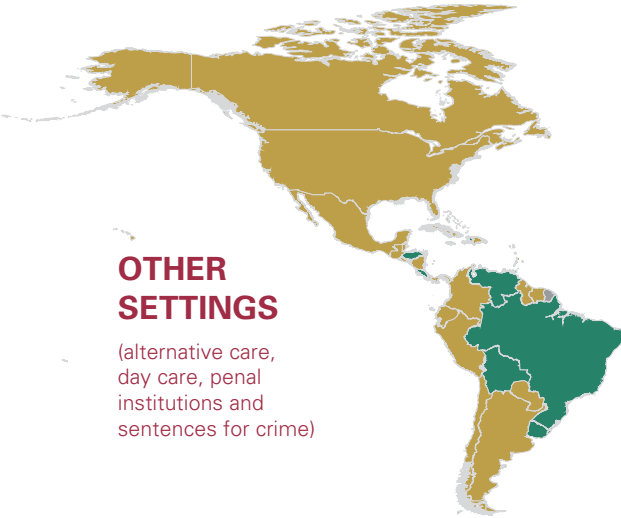 OTHER
SETTINGS
(alternative care,
day care, penal
institutions and
sentences for crime)